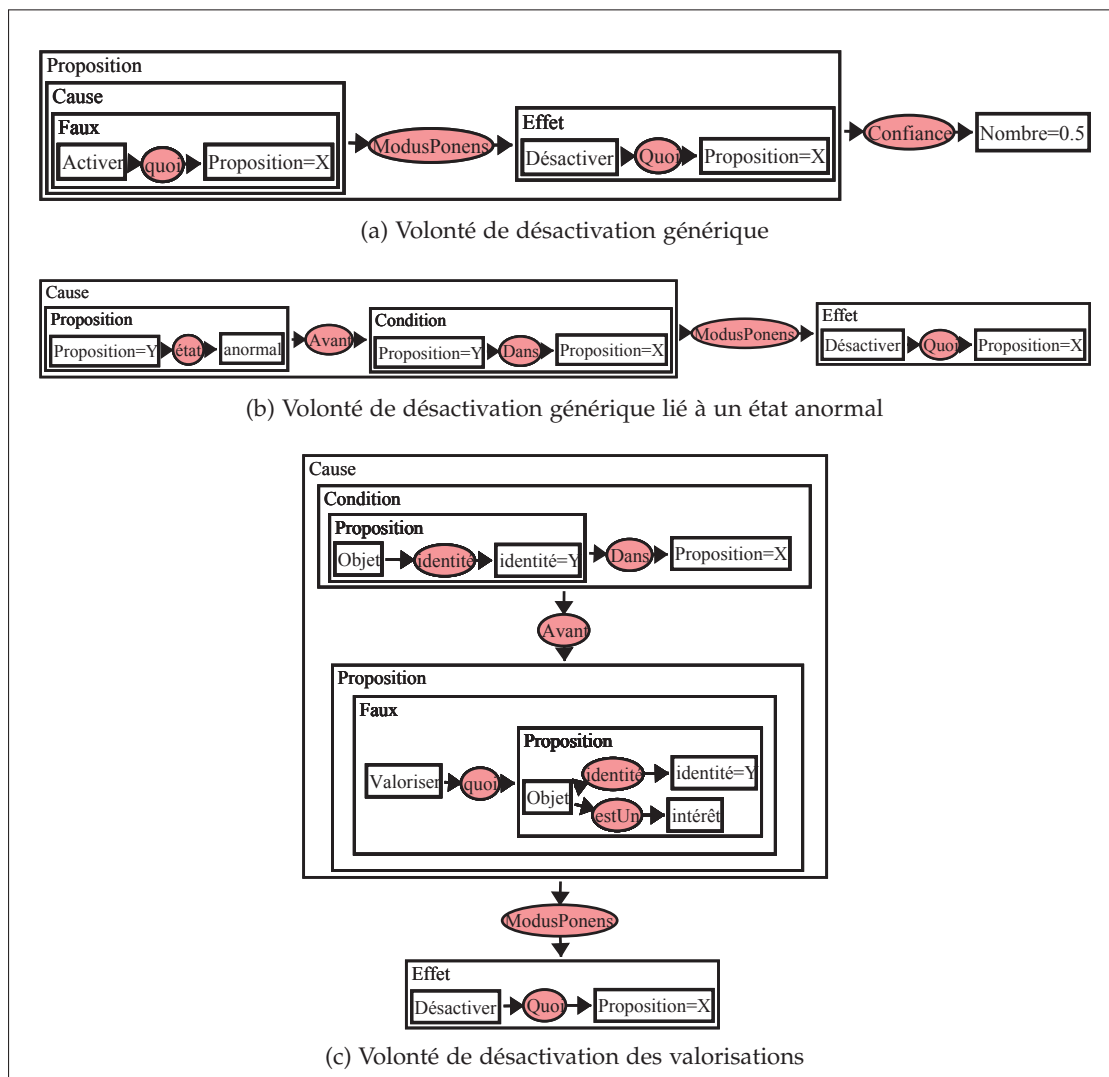 Proposition
Cause
Faux
Activer quoi Proposition=X
ModusPonens
Effet
Désactiver Quoi Proposition=X
Confiance Nombre=0.5
(a) Volonté de désactivation générique
Cause
Proposition
Proposition=Y état anormal
Avant
Condition
Proposition=Y Dans Proposition=X
ModusPonens
Effet
Désactiver Quoi Proposition=X
(b) Volonté de désactivation générique lié à un état anormal
Cause
Condition
Proposition
Objet identité identité=Y Dans Proposition=X
Avant
Proposition
Faux
Proposition
Valoriser quoi Objet identité identité=Y
estUn intérêt
ModusPonens
Effet
Désactiver Quoi Proposition=X
(c) Volonté de désactivation des valorisations